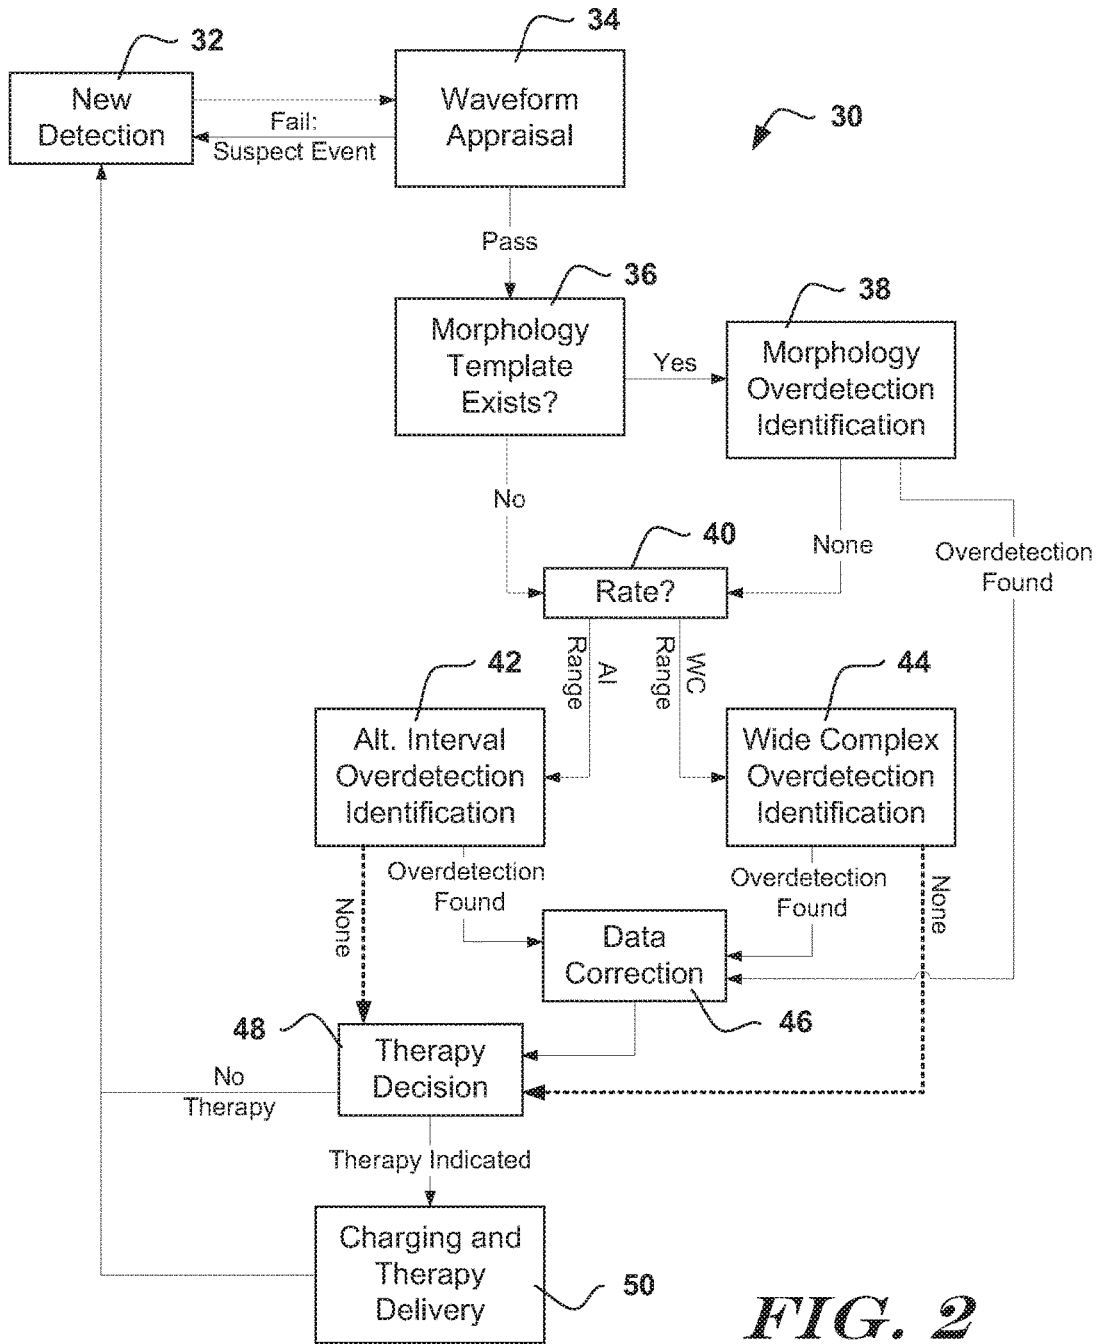 32
New
Detection
34
Waveform
Appraisal
30
Fail:
Suspect Event
Pass
36
Morphology
Template
Exists?
Yes
38
Morphology
Overdetection
Identification
No
None
Overdetection
Found
40
Rate?
AI
Range
WC
Range
42
Alt. Interval
Overdetection
Identification
44
Wide Complex
Overdetection
Identification
None
Overdetection
Found
Overdetection
Found
None
Data
Correction
46
48
Therapy
Decision
No
Therapy
Therapy Indicated
Charging and
Therapy
Delivery
50
FIG. 2